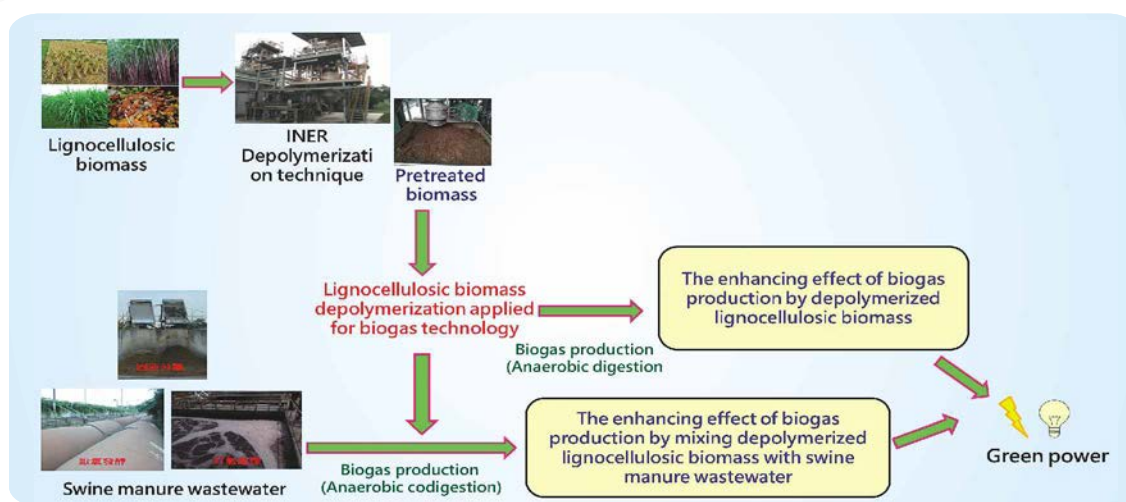 Lignocellulosic
biomass
INER
Depolymerizati
on technique
Pretreated
biomass
Lignocellulosic biomass
depolymerization applied
for biogas technology
The enhancing effect of biogas
production by depolymerized
lignocellulosic biomass
Biogas production
(Anaerobic digestion
Swine manure wastewater
Biogas production
(Anaerobic codigestion)
The enhancing effect of biogas
production by mixing depolymerized
lignocellulosic biomass with swine
manure wastewater
Green power